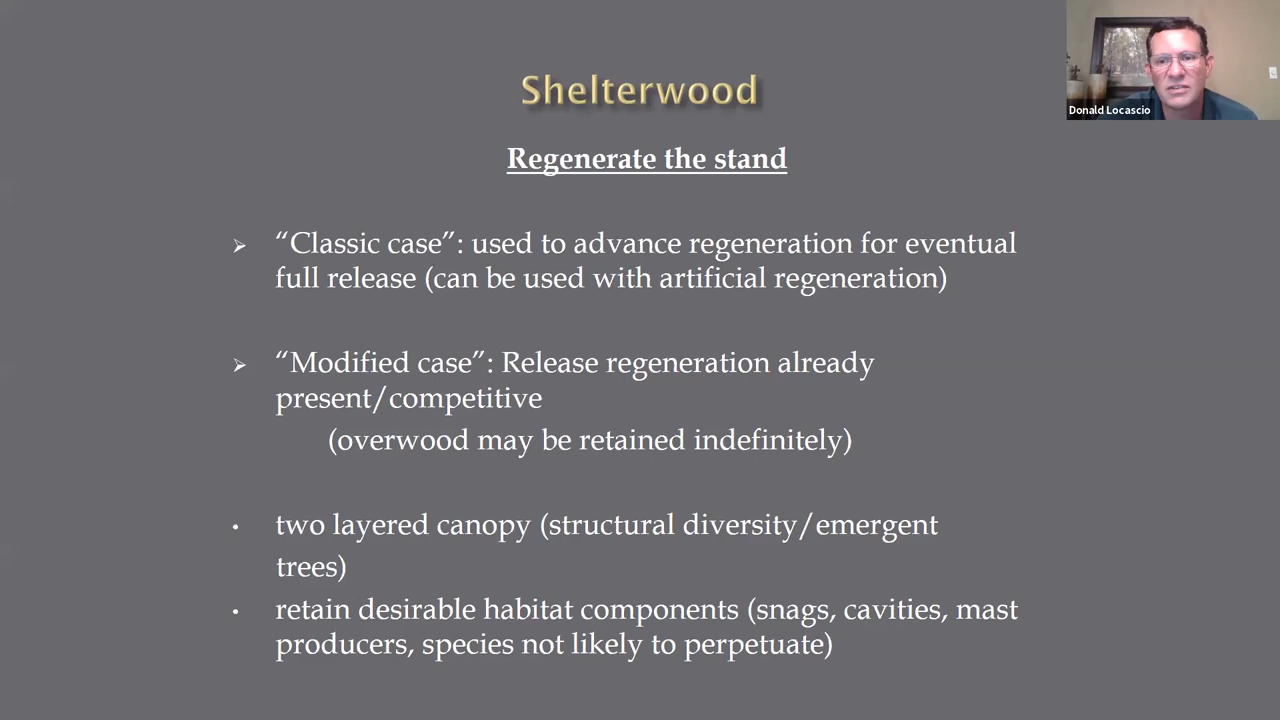 Shelterwood
Donald Locascio
Regenerate the stand
➢ “Classic case”: used to advance regeneration for eventual
full release (can be used with artificial regeneration)
➢ “Modified case”: Release regeneration already
present/competitive
(overwood may be retained indefinitely)
• two layered canopy (structural diversity/emergent
trees)
• retain desirable habitat components (snags, cavities, mast
producers, species not likely to perpetuate)